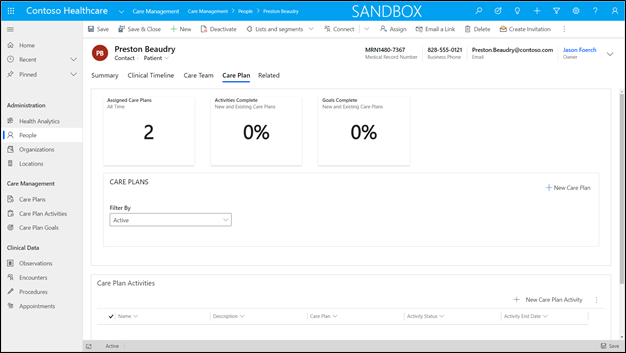 Contoso Healthcare Care Management Care Management > People > Preston Beaudry SANDBOX
Save Save & Close New Deactivate Lists and segments Connect Assign Email a Link Delete Create Invitation
Home
Recent
Pinned
Administration
Health Analytics
People
Organizations
Locations
Care Management
Care Plans
Care Plan Activities
Care Plan Goals
Clinical Data
Observations
Encounters
Procedures
Appointments
PB
Preston Beaudry
Contact · Patient
MRN1480-7367
Medical Record Number
828-555-0121
Business Phone
Preston.Beaudry@contoso.com
Email
Jason Foerch
Owner
Summary Clinical Timeline Care Team Care Plan Related
Assigned Care Plans
All Time
2
Activities Complete
New and Existing Care Plans
0%
Goals Complete
New and Existing Care Plans
0%
CARE PLANS
New Care Plan
Filter By
Active
Care Plan Activities
New Care Plan Activity
Name Description Care Plan Activity Status Activity End Date
Active Save